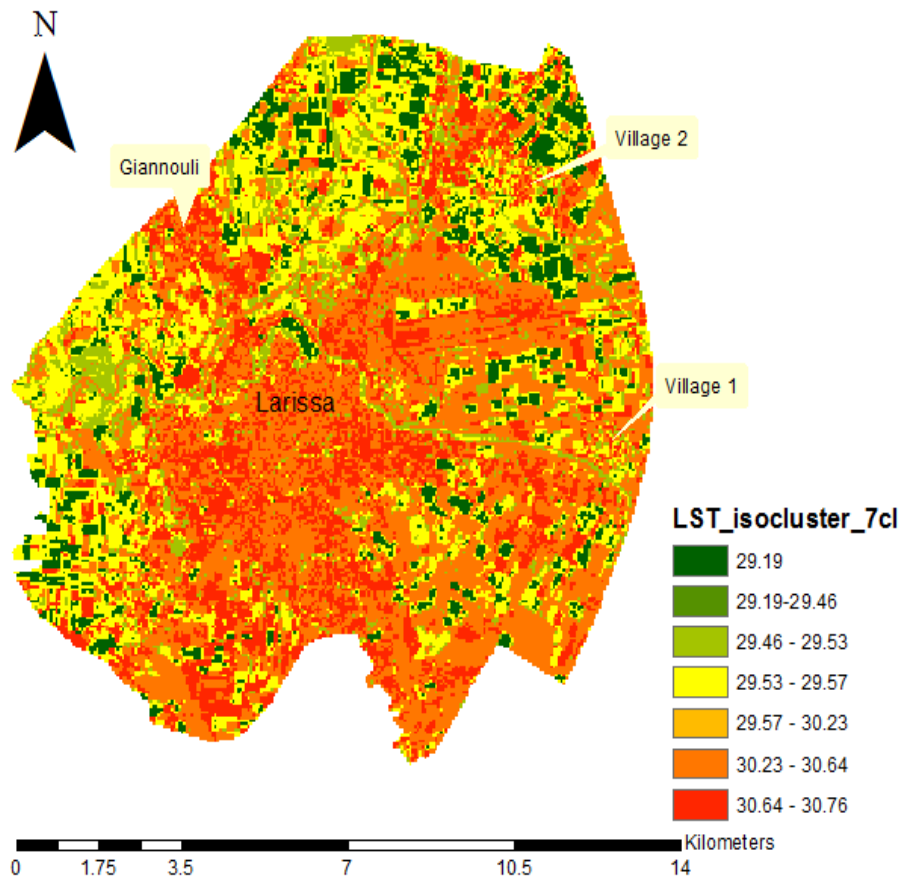 N
Giannouli
Village 2
Larissa
Village 1
LST_isocluster_7cl
29.19
29.19-29.46
29.46 - 29.53
29.53 - 29.57
29.57 - 30.23
30.23 - 30.64
30.64 - 30.76
Kilometers
0 1.75 3.5 7 10.5 14